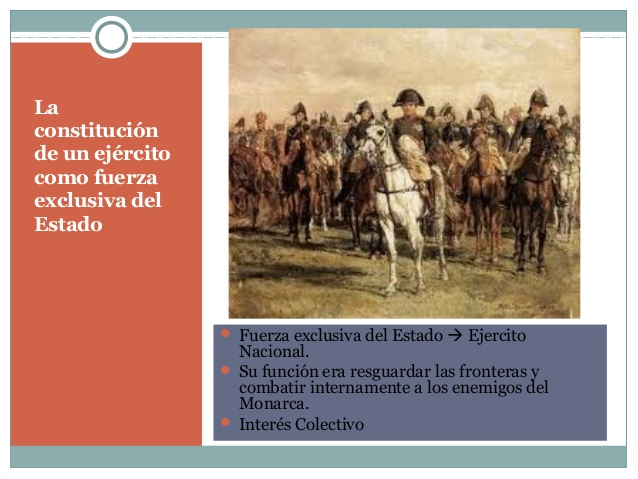 La
constitución
de un ejército
como fuerza
exclusiva del
Estado
Fuerza exclusiva del Estado → Ejercito
Nacional.
Su función era resguardar las fronteras y
combatir internamente a los enemigos del
Monarca.
Interés Colectivo